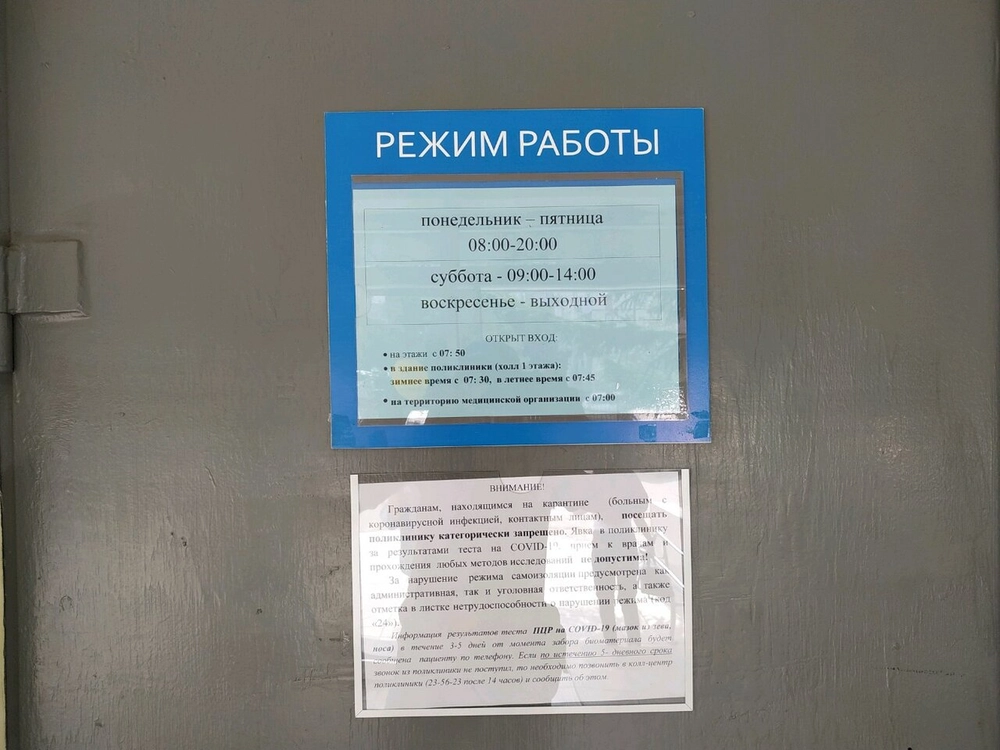 РЕЖИМ РАБОТЫ
понедельник – пятница
08:00-20:00
суббота - 09:00-14:00
воскресенье - выходной
ОТКРЫТ ВХОД:
• на этажи с 07: 50
• в здание поликлиники (холл 1 этажа):
зимнее время с 07: 30, в летнее время с 07:45
• на территорию медицинской организации с 07:00
ВНИМАНИЕ!
Гражданам, находящимся на карантине (больным с
коронавирусной инфекцией, контактным лицам), посещать
поликлинику категорически запрещено. Явка в поликлинику
за результатами теста на COVID-19, прием к врачам и
прохождения любых методов исследований не допустима!
За нарушение режима самоизоляции предусмотрена как
административная, так и уголовная ответственность, а также
отметка в листке нетрудоспособности о нарушении режима (код
«24»).
Информация результатов теста ПЦР на COVID-19 (мазок из зева,
носа) в течение 3-5 дней от момента забора биоматериала будет
сообщена пациенту по телефону. Если по истечению 5- дневного срока
звонок из поликлиники не поступил, то необходимо позвонить в колл-центр
поликлиники (23-56-23 после 14 часов) и сообщить об этом.